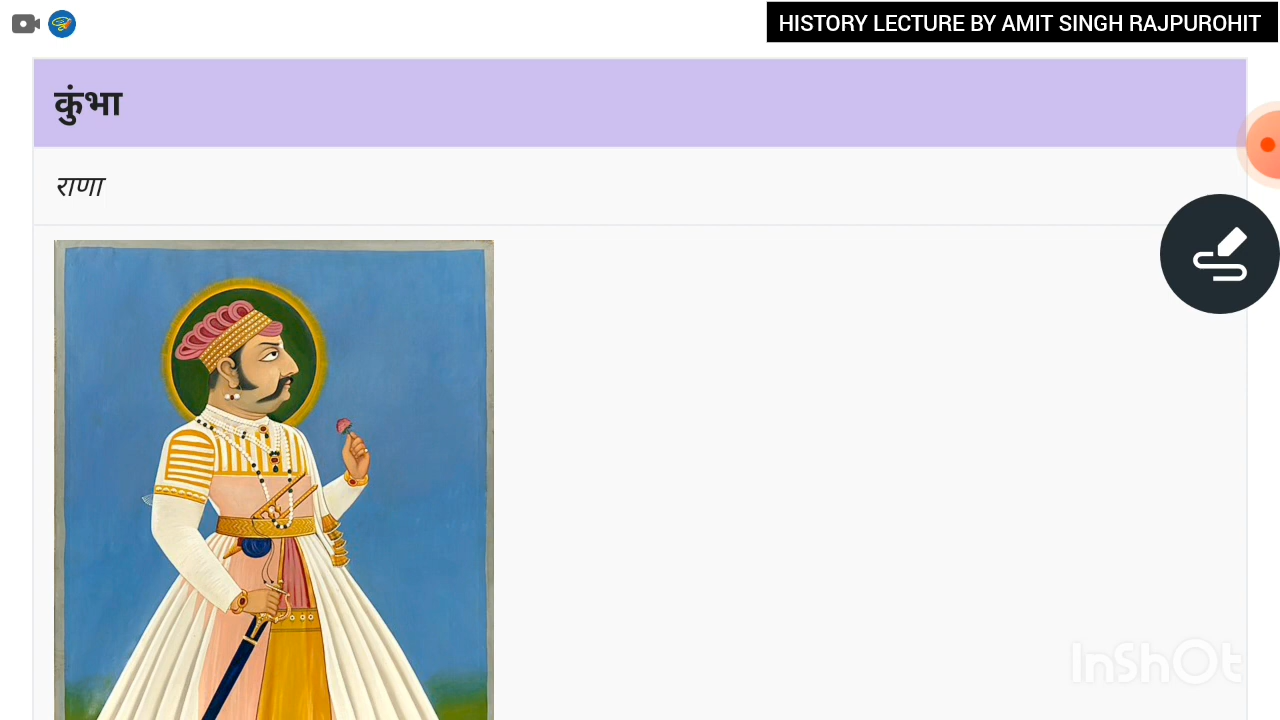 HISTORY LECTURE BY AMIT SINGH RAJPUROHIT
कुंभा
राणा
InShOt